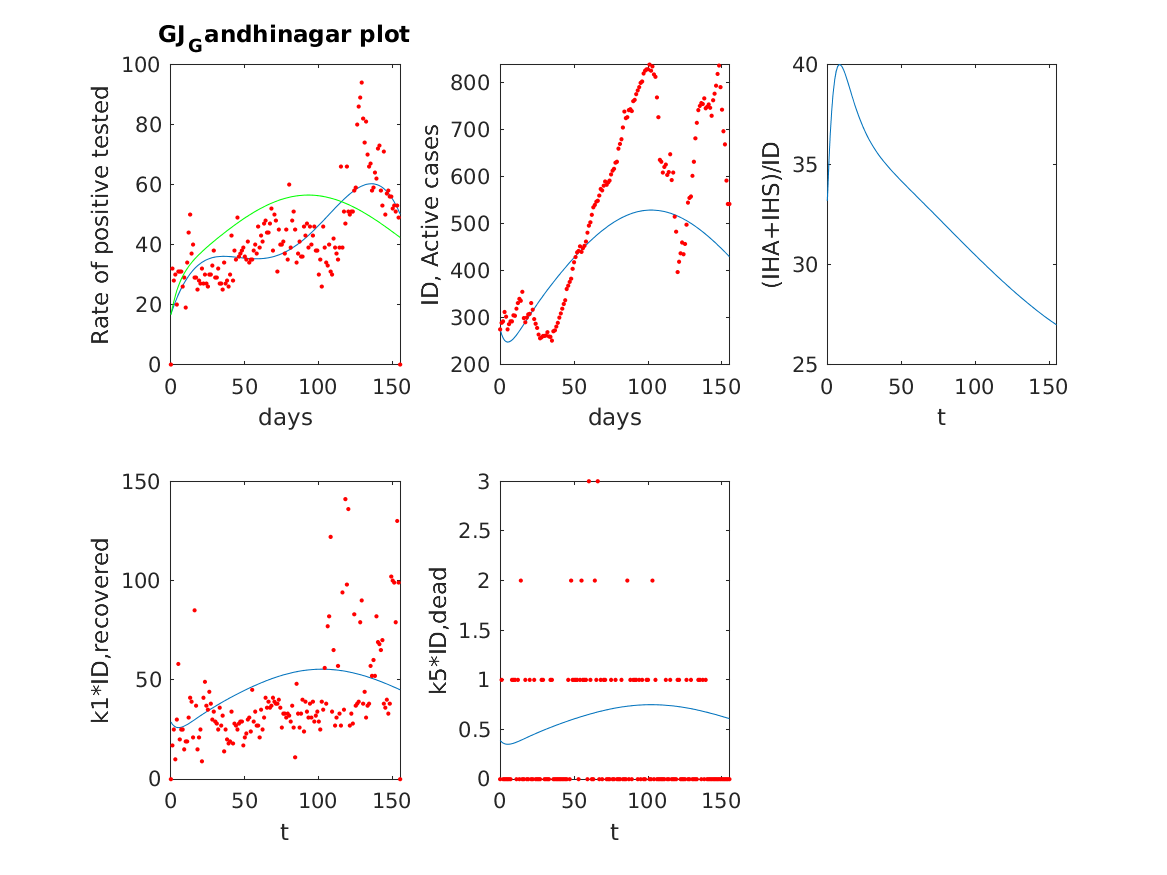 GJGandhinagar plot
Rate of positive tested
100
80
60
40
20
0
0 50 100 150
days
ID, Active cases
800
700
600
500
400
300
200
0 50 100 150
days
(IHA+IHS)/ID
40
35
30
25
0 50 100 150
t
k1*ID,recovered
150
100
50
0
0 50 100 150
t
k5*ID,dead
3
2.5
2
1.5
1
0.5
0
0 50 100 150
t